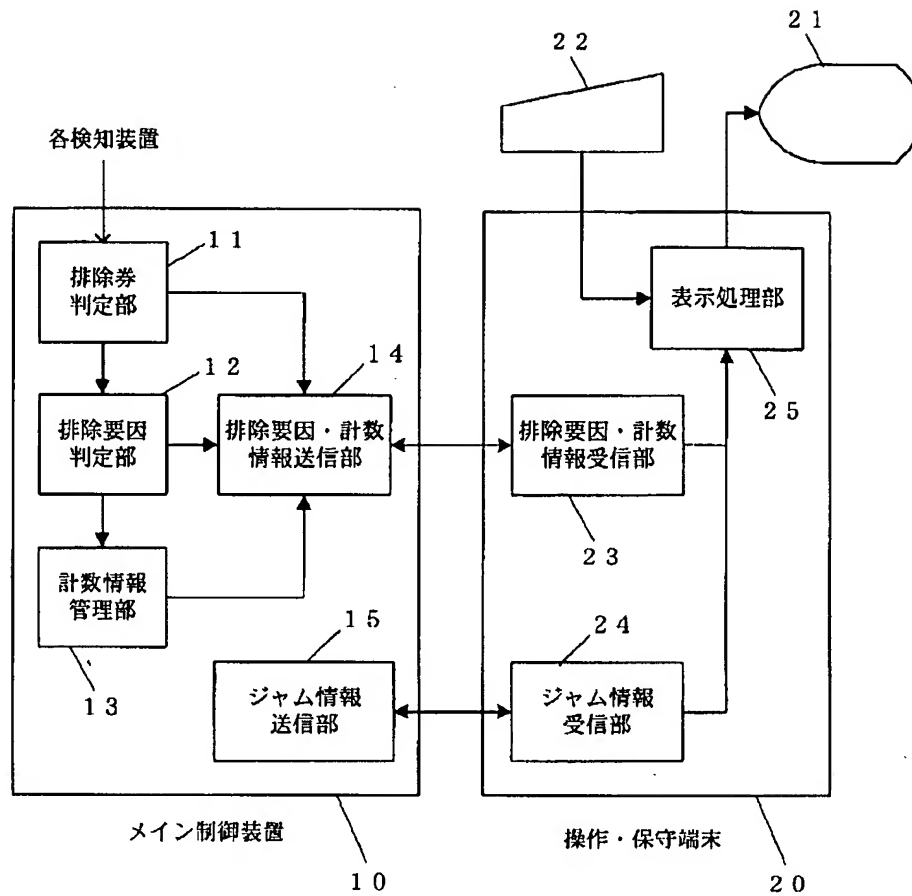 21
22
各検知装置
11
排除券
判定部
表示処理部
12
14
25
排除要因
判定部
排除要因・計数
情報送信部
排除要因・計数
情報受信部
23
計数情報
管理部
15
24
13
ジャム情報
送信部
ジャム情報
受信部
メイン制御装置
操作・保守端末
10
20